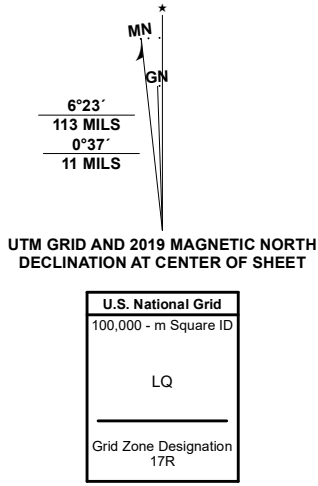 ★
MN
GN
6°23´
113 MILS
0°37´
11 MILS
UTM GRID AND 2019 MAGNETIC NORTH
DECLINATION AT CENTER OF SHEET
U.S. National Grid
100,000 - m Square ID
LQ
Grid Zone Designation
17R